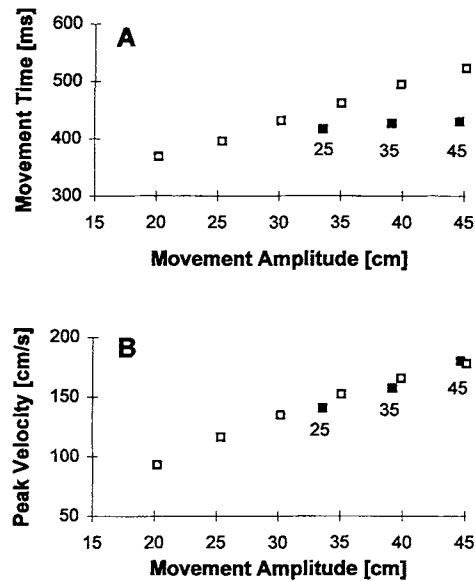 A
Movement Time [ms]
600
500
400
300
25
35
45
15 20 25 30 35 40 45
Movement Amplitude [cm]
B
Peak Velocity [cm/s]
200
150
100
50
45
35
25
15 20 25 30 35 40 45
Movement Amplitude [cm]